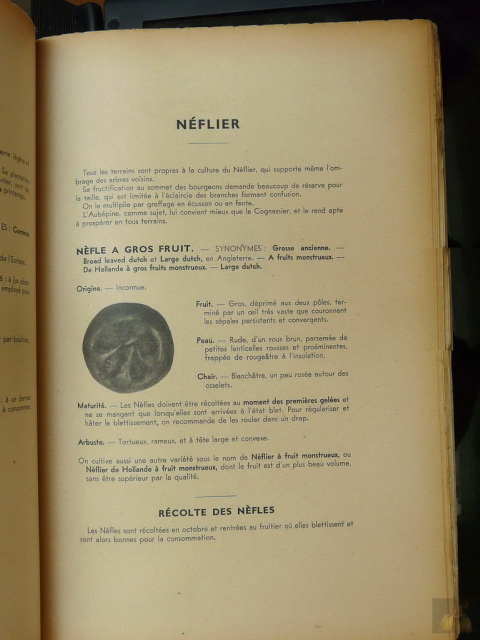 NÉFLIER
Tous les terrains sont propres à la culture du Néflier, qui supporte même l'om-
brage des arbres voisins.
Sa fructification au sommet des bourgeons demande beaucoup de réserve pour
la taille, qui est limitée à l'éclaircie des branches formant confusion.
On le multiplie par greffage en écusson ou en fente.
L'Aubépine, comme sujet, lui convient mieux que le Cognassier, et le rend apte
à prospérer en tous terrains.
NÈFLE A GROS FRUIT. — SYNONYMES : Grosse ancienne. —
Broad leaved dutch et Large dutch, en Angleterre. — A fruits monstrueux. —
De Hollande à gros fruits monstrueux. — Large dutch.
Origine. — Inconnue.
Fruit. — Gros, déprimé aux deux pôles, ter-
miné par un œil très vaste que couronnent
les sépales persistants et convergents.
Peau. — Rude, d'un roux brun, parsemée de
petites lenticelles rousses et proéminentes,
frappée de rougeâtre à l'insolation.
Chair. — Blanchâtre, un peu rosée autour des
osselets.
Maturité. — Les Nèfles doivent être récoltées au moment des premières gelées et
ne se mangent que lorsqu'elles sont arrivées à l'état blet. Pour régulariser et
hâter le blettissement, on recommande de les rouler dans un drap.
Arbuste. — Tortueux, rameux, et à tête large et convexe.
On cultive aussi une autre variété sous le nom de Néflier à fruit monstrueux, ou
Néflier de Hollande à fruit monstrueux, dont le fruit est d'un plus beau volume,
sans être supérieur par la qualité.
RÉCOLTE DES NÈFLES
Les Nèfles sont récoltées en octobre et rentrées au fruitier où elles blettissent et
sont alors bonnes pour la consommation.